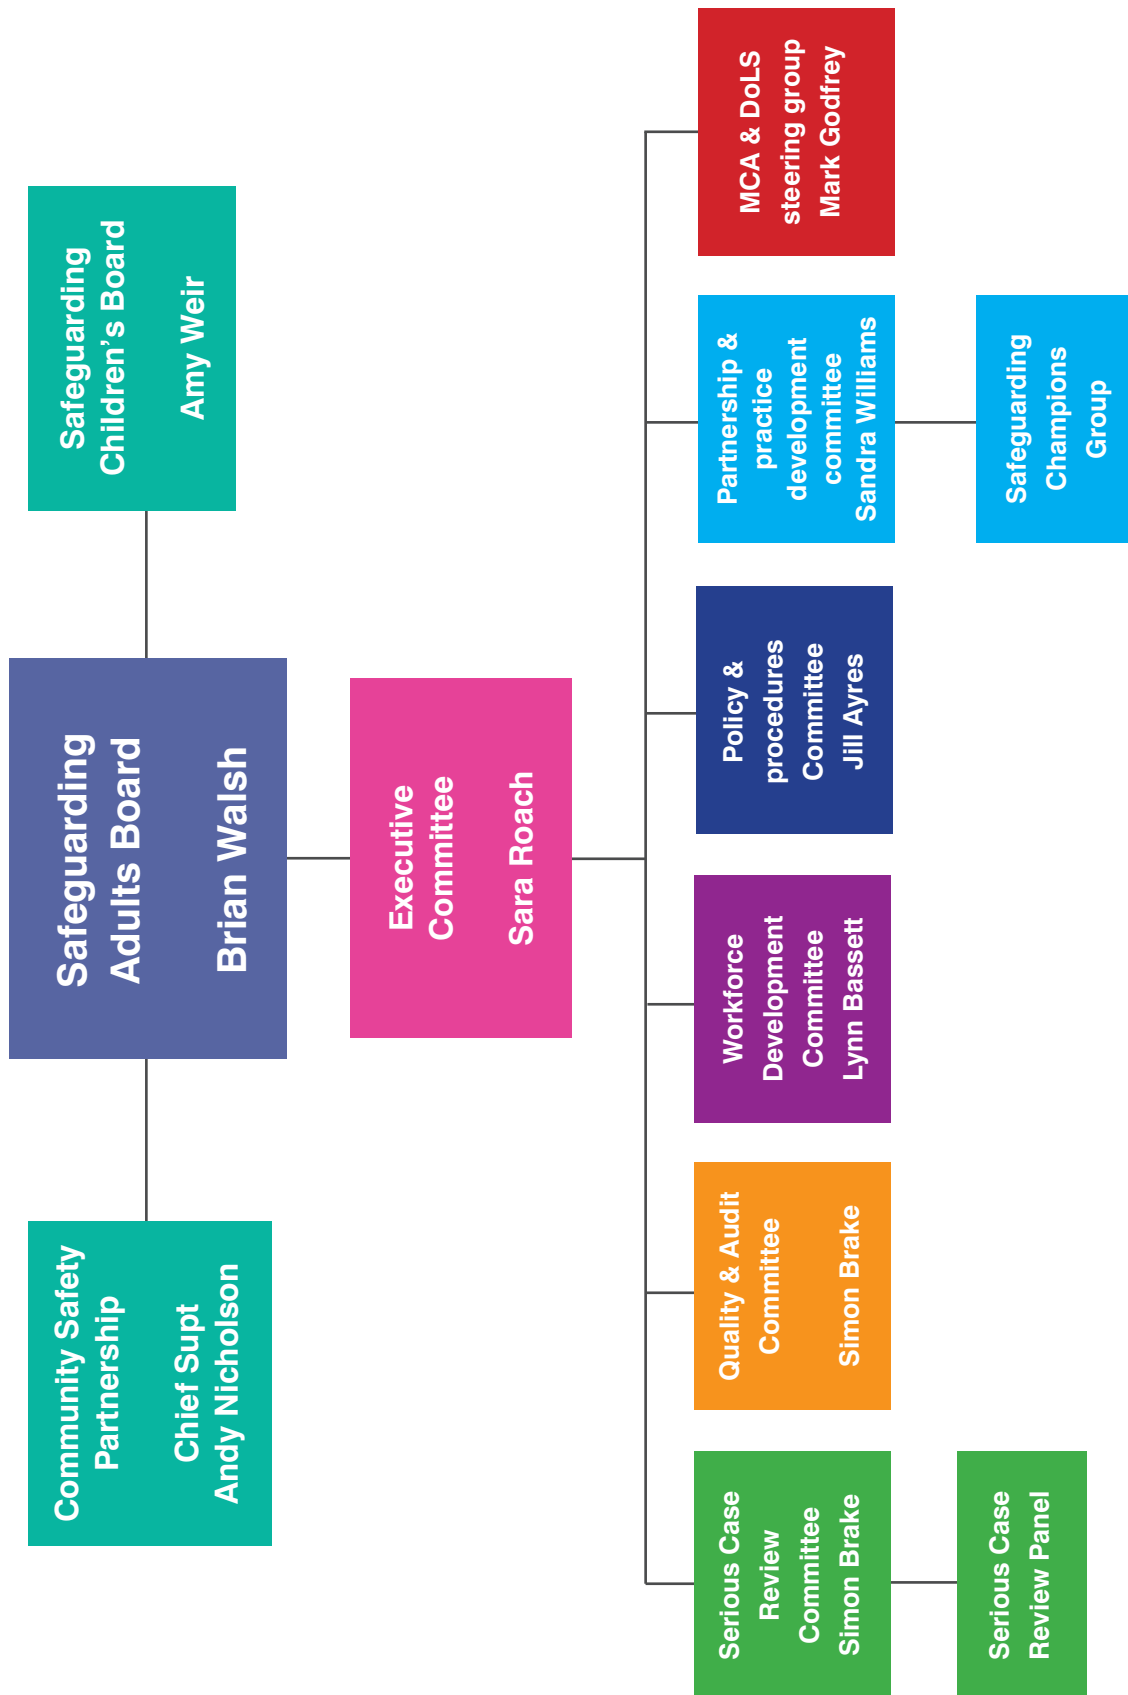 Safeguarding
Adults Board
Brian Walsh
Community Safety
Partnership
Chief Supt
Andy Nicholson
Safeguarding
Children’s Board
Amy Weir
Executive
Committee
Sara Roach
Serious Case
Review
Committee
Simon Brake
Quality & Audit
Committee
Simon Brake
Workforce
Development
Committee
Lynn Bassett
Policy &
procedures
Committee
Jill Ayres
Partnership &
practice
development
committee
Sandra Williams
MCA & DoLS
steering group
Mark Godfrey
Serious Case
Review Panel
Safeguarding
Champions
Group